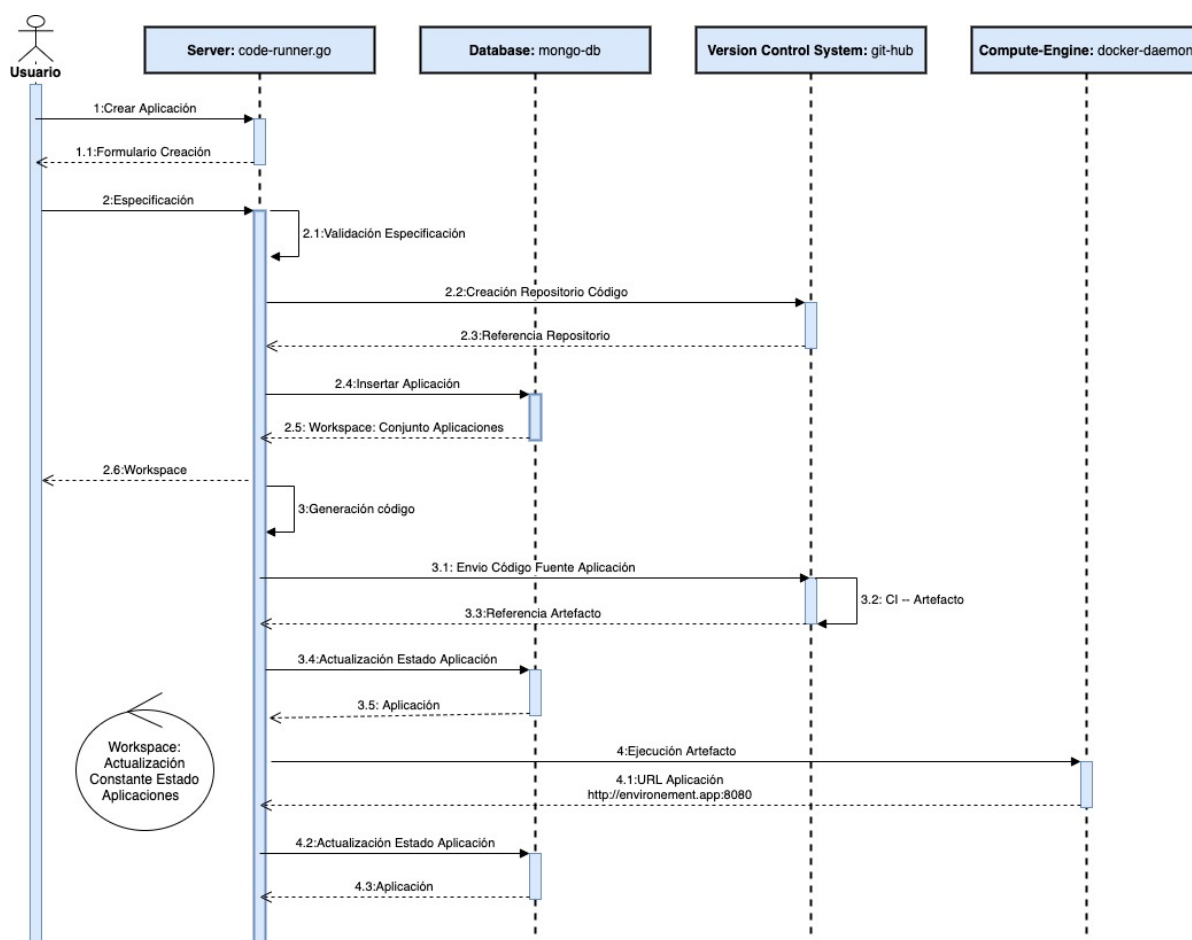 Usuario
Server: code-runner.go
Database: mongo-db
Version Control System: git-hub
Compute-Engine: docker-daemon
1:Crear Aplicación
1.1:Formulario Creación
2:Especificación
2.1:Validación Especificación
2.2:Creación Repositorio Código
2.3:Referencia Repositorio
2.4:Insertar Aplicación
2.5: Workspace: Conjunto Aplicaciones
2.6:Workspace
3:Generación código
3.1: Envio Código Fuente Aplicación
3.2: CI -- Artefacto
3.3:Referencia Artefacto
3.4:Actualización Estado Aplicación
3.5: Aplicación
Workspace:
Actualización
Constante Estado
Aplicaciones
4:Ejecución Artefacto
4.1:URL Aplicación
http://environement.app:8080
4.2:Actualización Estado Aplicación
4.3:Aplicación